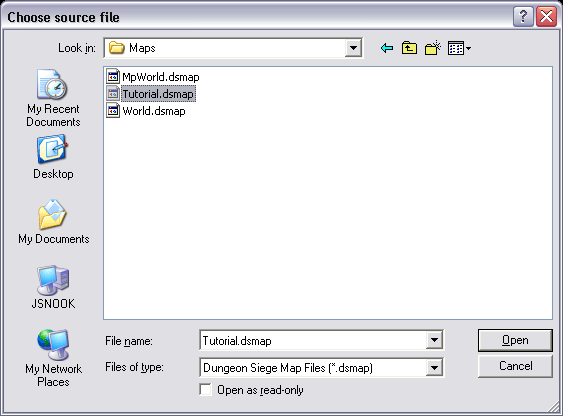 Choose source file
Look in: Maps
MpWorld.dsmap
Tutorial.dsmap
World.dsmap
My Recent
Documents
Desktop
My Documents
JSNOOK
My Network
Places
File name: Tutorial.dsmap Open
Files of type: Dungeon Siege Map Files (*.dsmap) Cancel
Open as read-only